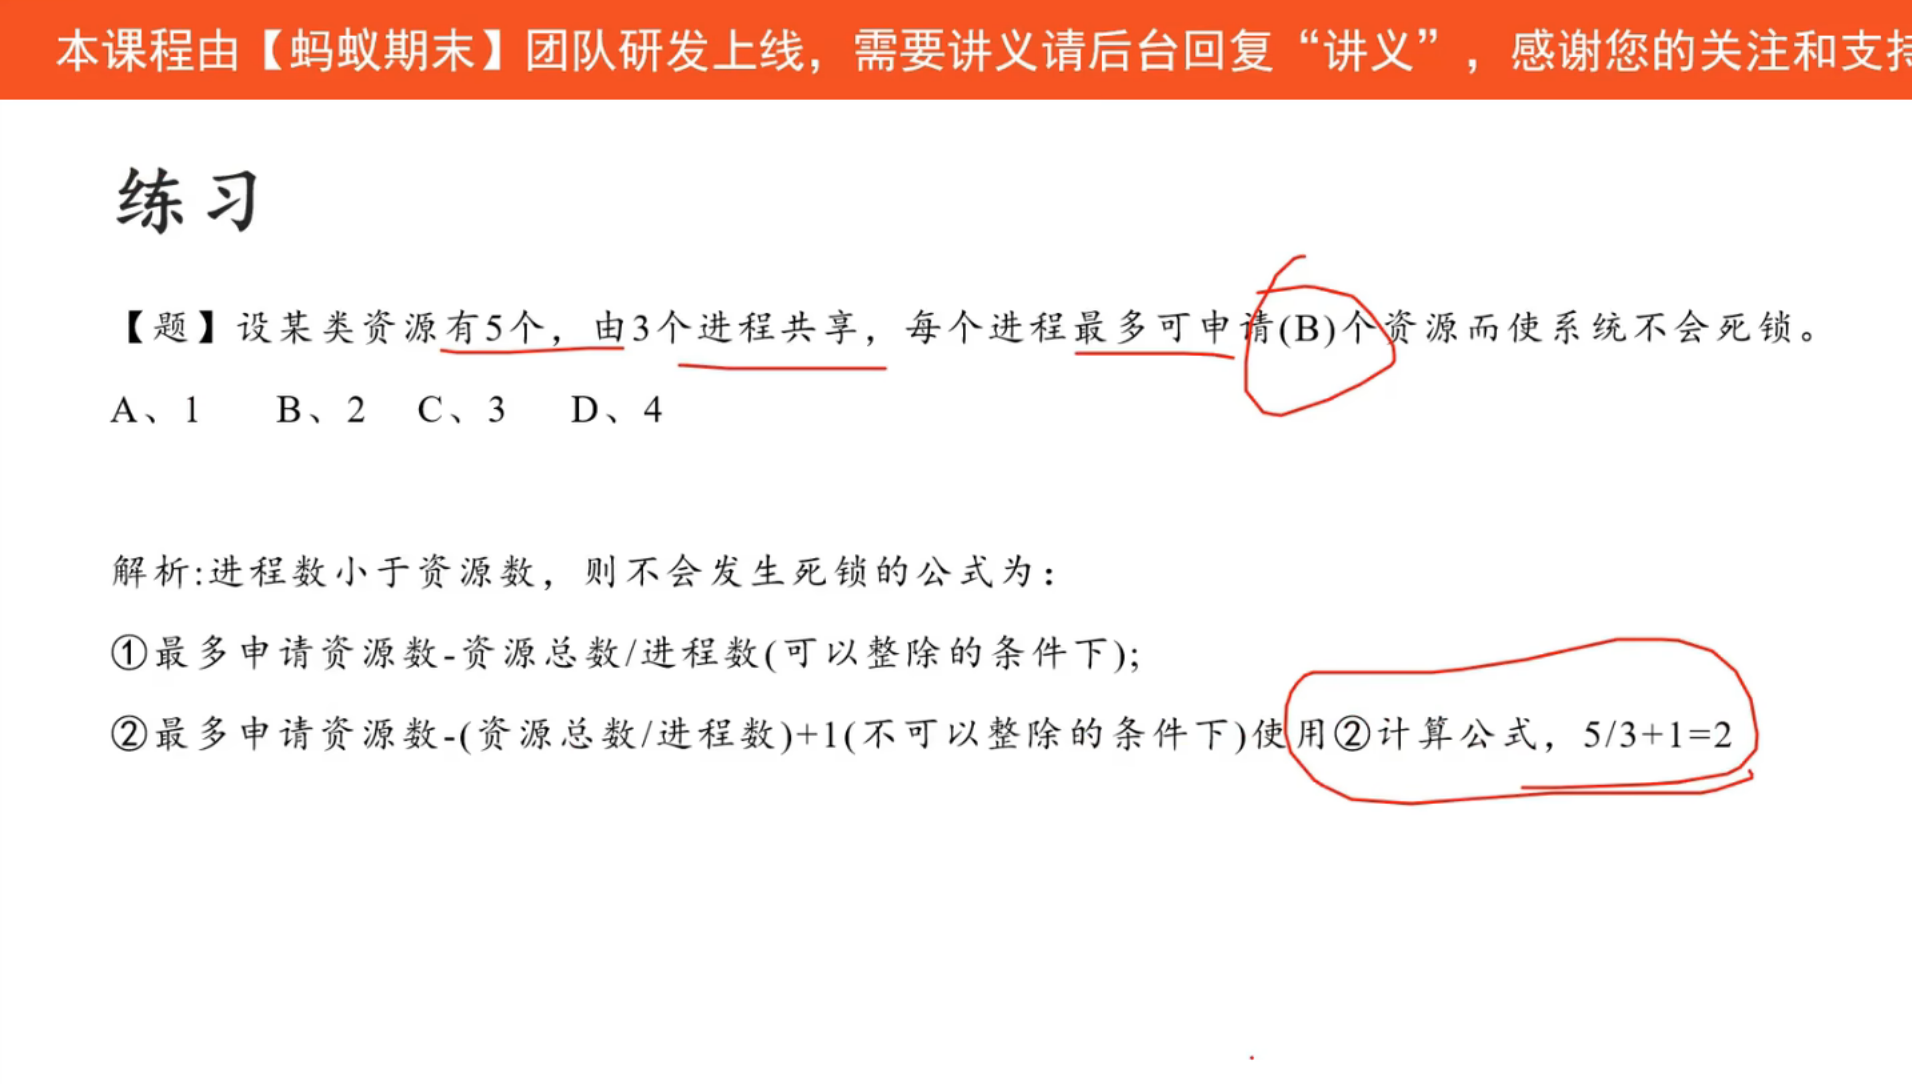 本课程由【蚂蚁期末】团队研发上线，需要讲义请后台回复“讲义”，感谢您的关注和支持
练习
【题】设某类资源有5个，由3个进程共享，每个进程最多可申请(B)个资源而使系统不会死锁。
A、1 B、2 C、3 D、4
解析:进程数小于资源数，则不会发生死锁的公式为：
①最多申请资源数-资源总数/进程数(可以整除的条件下);
②最多申请资源数-(资源总数/进程数)+1(不可以整除的条件下)使用②计算公式，5/3+1=2